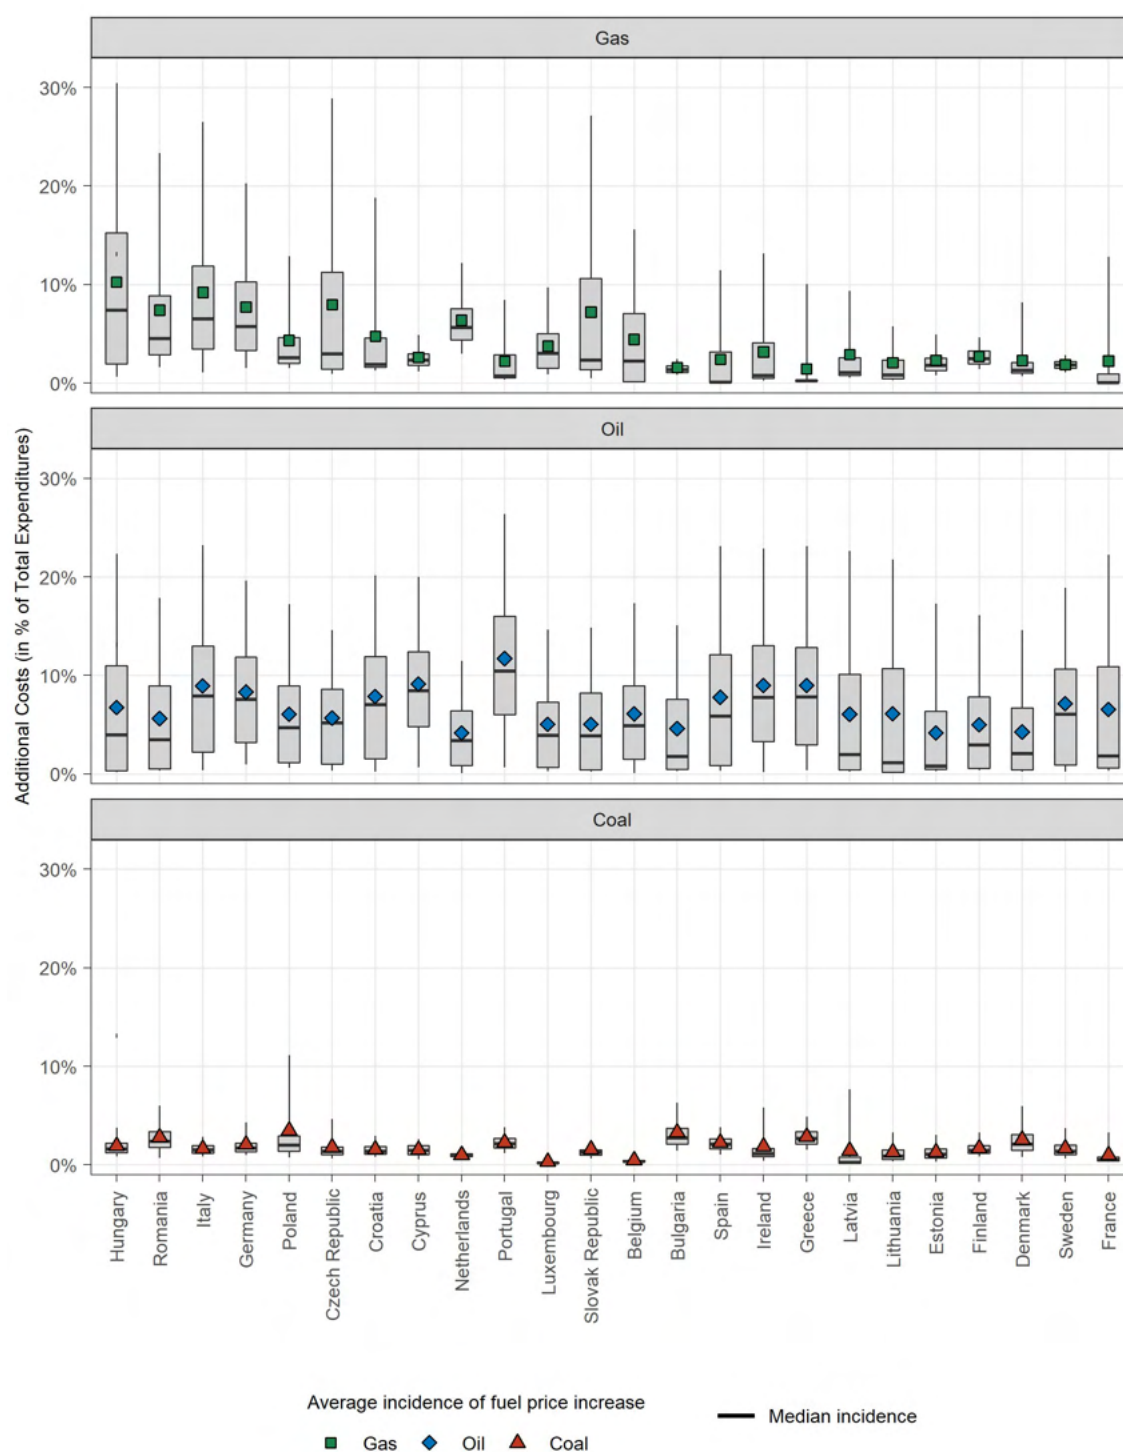 Gas
30%
20%
10%
0%
Oil
30%
20%
10%
0%
Additional Costs (in % of Total Expenditures)
Coal
30%
20%
10%
0%
Hungary
Romania
Italy
Germany
Poland
Czech Republic
Croatia
Cyprus
Netherlands
Portugal
Luxembourg
Slovak Republic
Belgium
Bulgaria
Spain
Ireland
Greece
Latvia
Lithuania
Estonia
Finland
Denmark
Sweden
France
Average incidence of fuel price increase
Gas Oil Coal
Median incidence